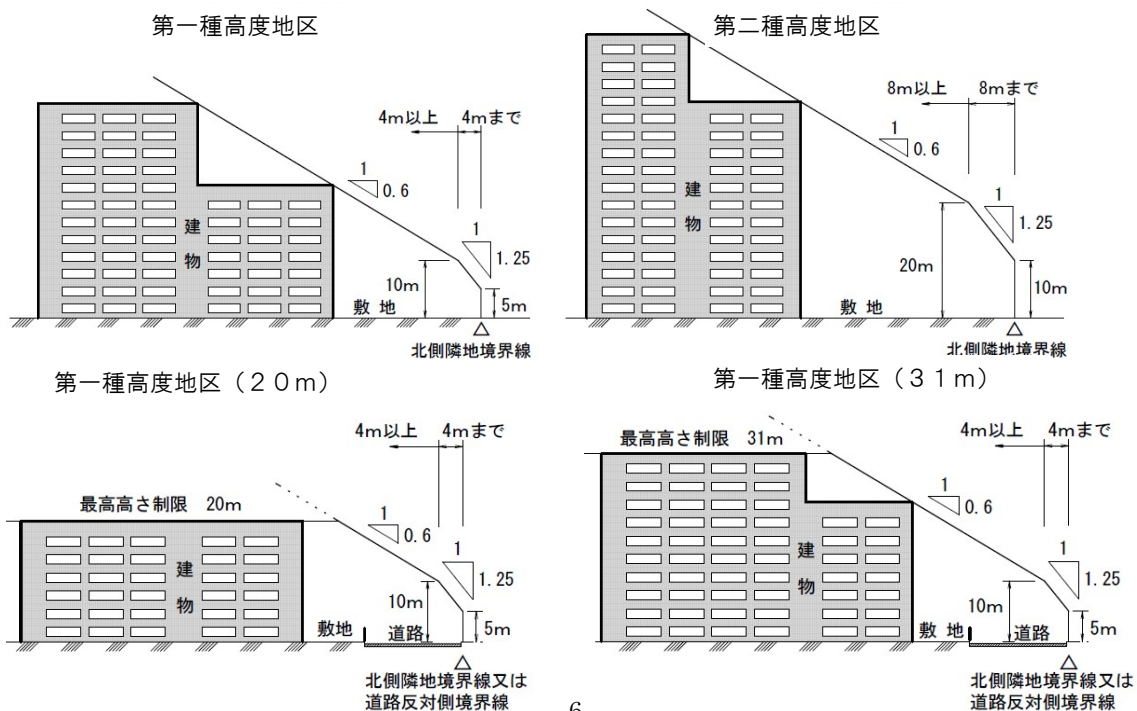 第一種高度地区
4m以上
4mまで
1
0.6
1
1.25
10m
5m
建
物
敷 地
北側隣地境界線
第二種高度地区
8m以上
8mまで
1
0.6
1
1.25
20m
10m
建
物
敷 地
北側隣地境界線
第一種高度地区(20m)
4m以上
4mまで
最高高さ制限 20m
1
0.6
1
1.25
10m
5m
建
物
敷地
道路
北側隣地境界線又は
道路反対側境界線
第一種高度地区(31m)
4m以上
4mまで
最高高さ制限 31m
1
0.6
1
1.25
10m
5m
建
物
敷 地
道路
北側隣地境界線又は
道路反対側境界線
6